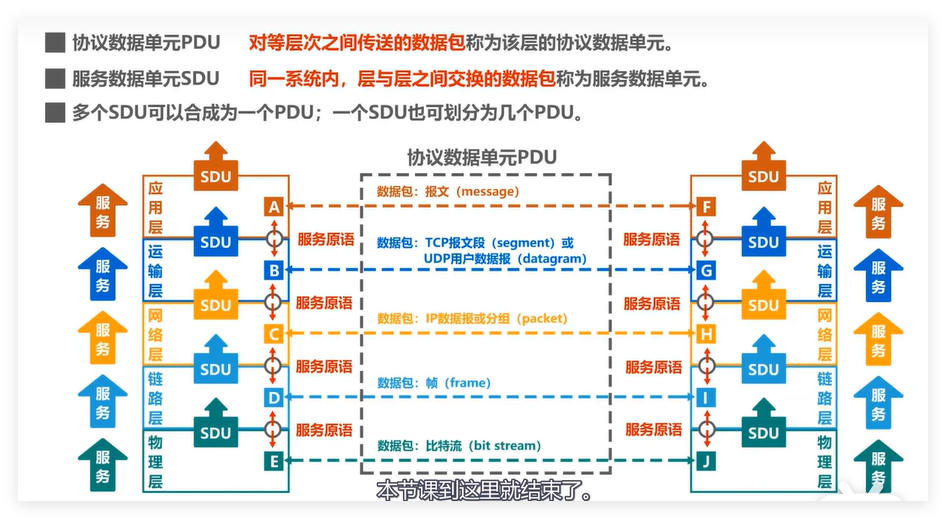 协议数据单元PDU 对等层次之间传送的数据包称为该层的协议数据单元。
服务数据单元SDU 同一系统内，层与层之间交换的数据包称为服务数据单元。
多个SDU可以合成为一个PDU；一个SDU也可划分为几个PDU。
协议数据单元PDU
SDU
SDU
服务
应用层
数据包：报文（message）
应用层
服务
A
F
SDU
服务原语
服务原语
SDU
服务
运输层
数据包：TCP报文段（segment）或
UDP用户数据报（datagram）
运输层
服务
B
G
SDU
服务原语
服务原语
SDU
服务
网络层
数据包：IP数据报或分组（packet）
网络层
服务
C
H
SDU
服务原语
服务原语
SDU
服务
链路层
数据包：帧（frame）
链路层
服务
D
I
SDU
服务原语
服务原语
SDU
服务
物理层
数据包：比特流（bit stream）
物理层
服务
E
J
本节课到这里就结束了。